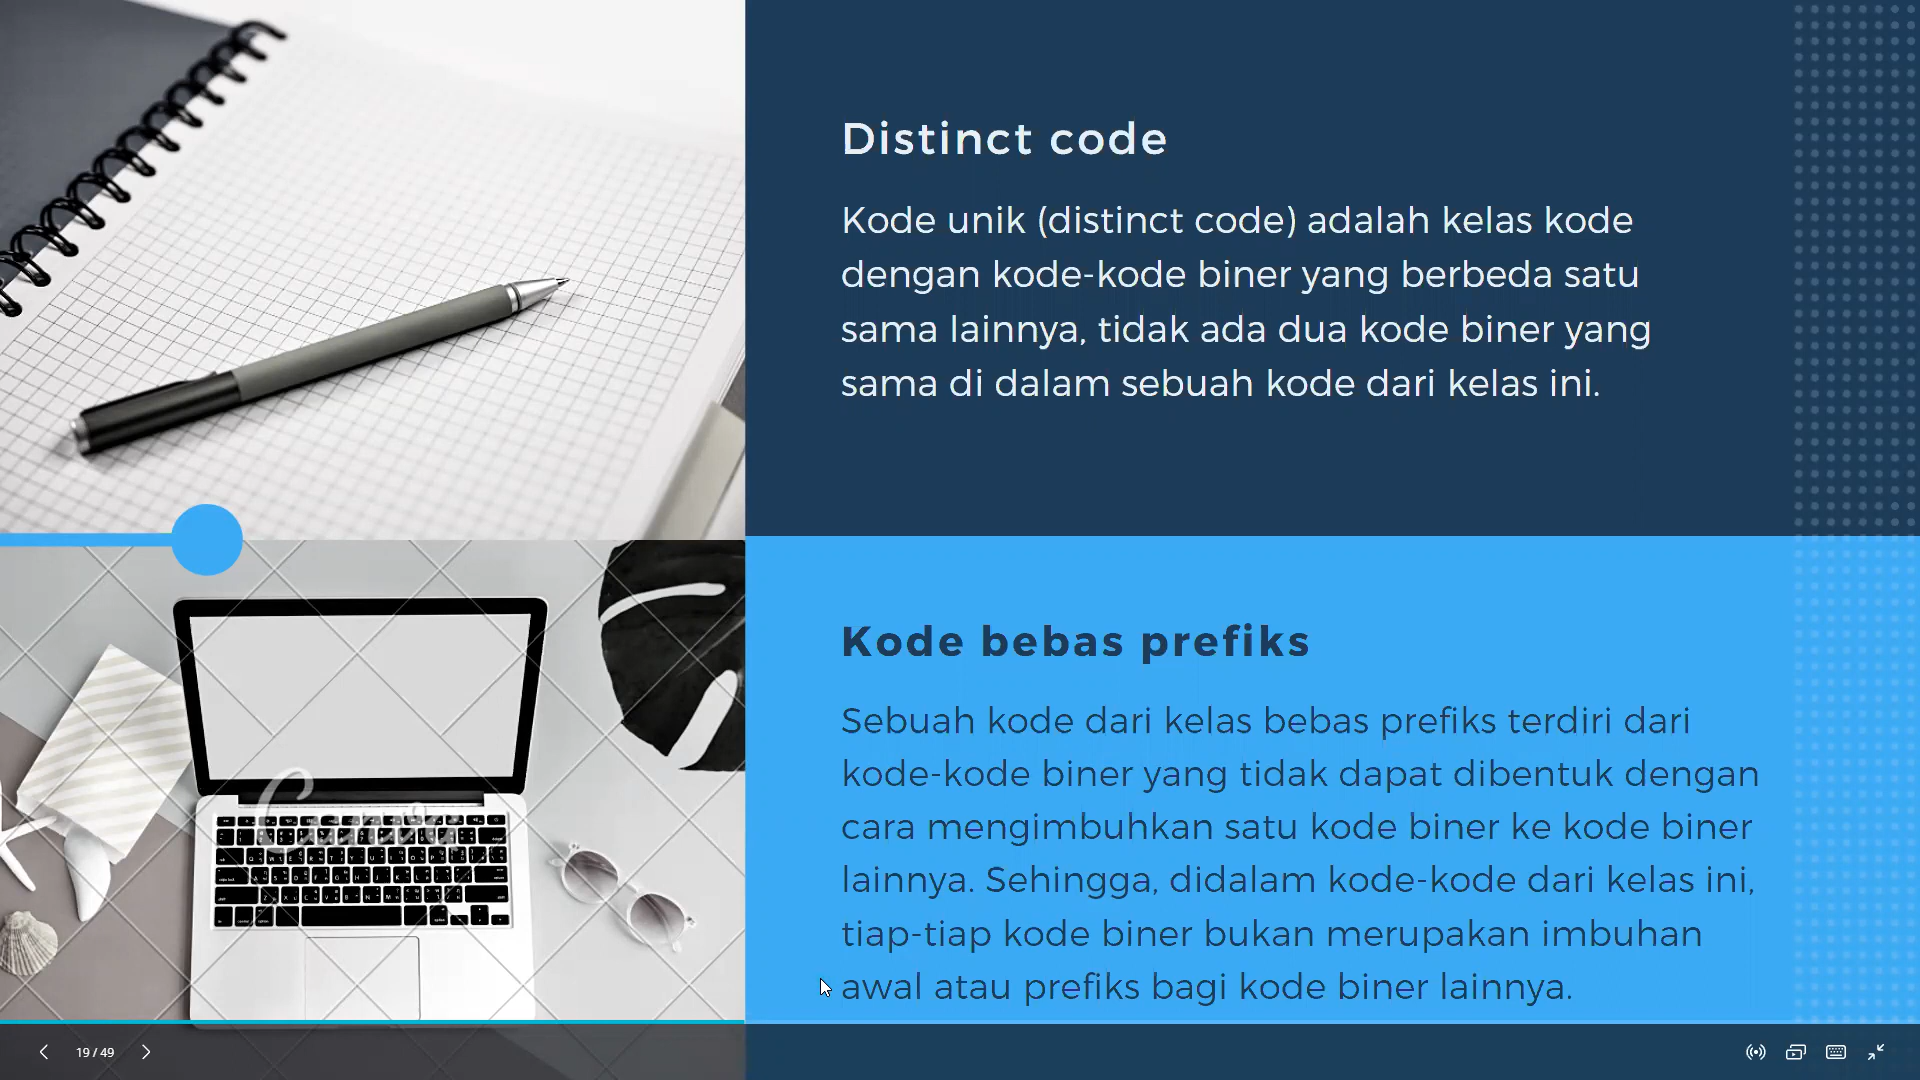 Distinct code
Kode unik (distinct code) adalah kelas kode
dengan kode-kode biner yang berbeda satu
sama lainnya, tidak ada dua kode biner yang
sama di dalam sebuah kode dari kelas ini.
Kode bebas prefiks
Sebuah kode dari kelas bebas prefiks terdiri dari
kode-kode biner yang tidak dapat dibentuk dengan
cara mengimbuhkan satu kode biner ke kode biner
lainnya. Sehingga, didalam kode-kode dari kelas ini,
tiap-tiap kode biner bukan merupakan imbuhan
awal atau prefiks bagi kode biner lainnya.
Canva
19 / 49